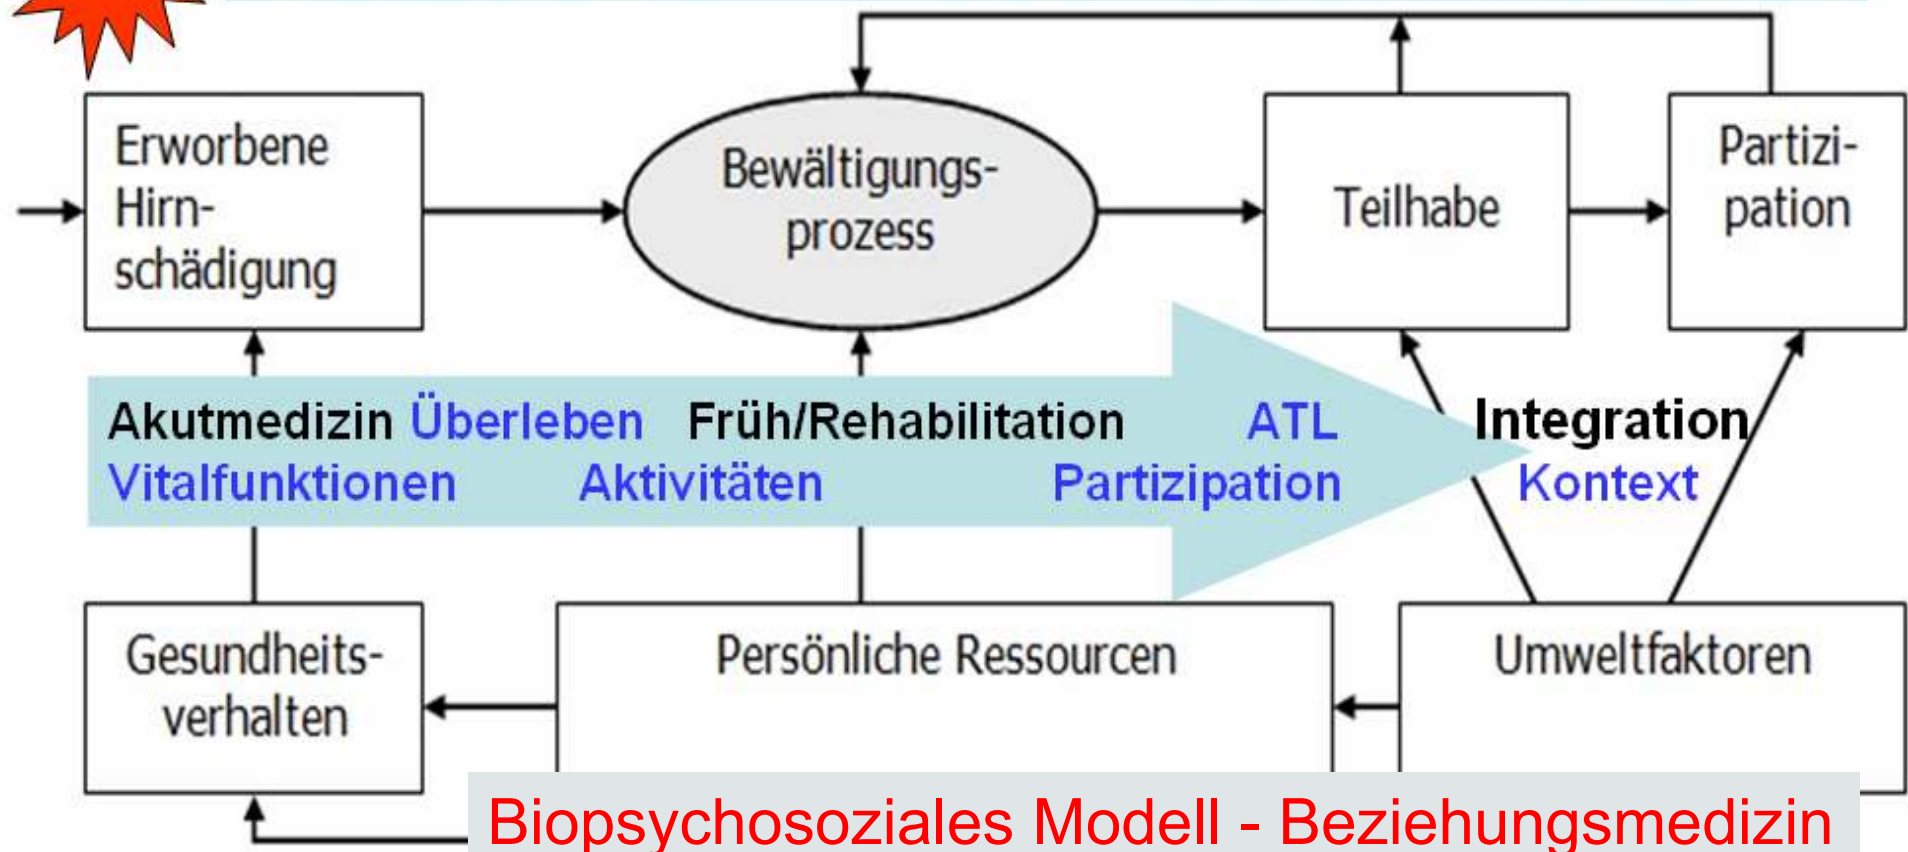 Erworbene
Hirn-
schädigung
Bewältigungs-
prozess
Teilhabe
Partizi-
pation
Akutmedizin Überleben Früh/Rehabilitation ATL Integration
Vitalfunktionen Aktivitäten Partizipation Kontext
Gesundheits-
verhalten
Persönliche Ressourcen
Umweltfaktoren
Biopsychosoziales Modell - Beziehungsmedizin